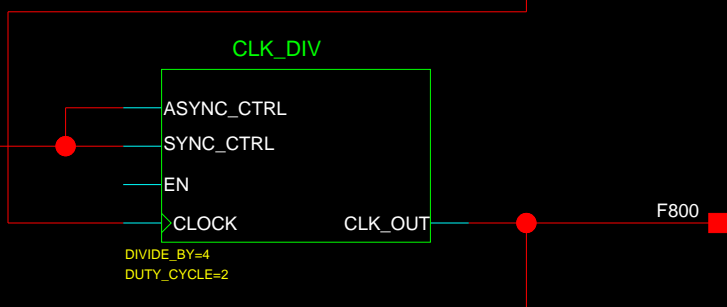 CLK_DIV
ASYNC_CTRL
SYNC_CTRL
EN
CLOCK
CLK_OUT
F800
DIVIDE_BY=4
DUTY_CYCLE=2